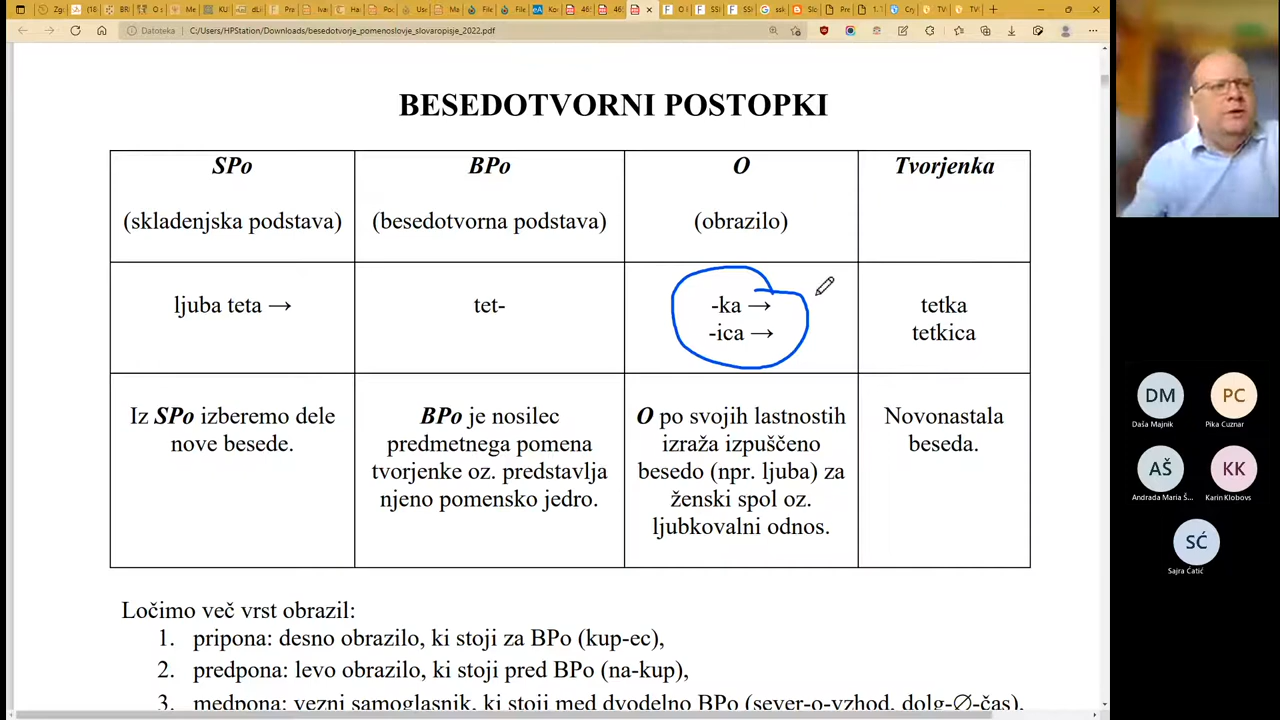 Datoteka
C:/Users/HPStation/Downloads/besedotvorje_pomenoslovje_slovaropisje_2022.pdf
BESEDOTVORNI POSTOPKI
SPo
(skladenjska podstava)
BPo
(besedotvorna podstava)
O
(obrazilo)
Tvorjenka
ljuba teta →
tet-
-ka →
-ica →
tetka
tetkica
Iz SPo izberemo dele
nove besede.
BPo je nosilec
predmetnega pomena
tvorjenke oz. predstavlja
njeno pomensko jedro.
O po svojih lastnostih
izraža izpuščeno
besedo (npr. ljuba) za
ženski spol oz.
ljubkovalni odnos.
Novonastala
beseda.
Ločimo več vrst obrazil:
1. pripona: desno obrazilo, ki stoji za BPo (kup-ec),
2. predpona: levo obrazilo, ki stoji pred BPo (na-kup),
3. medpona: vezni samoglasnik, ki stoji med dvodelno BPo (sever-o-vzhod, dolg-∅-čas),
DM
Daša Majnik
PC
Pika Cuznar
AŠ
Andrada Maria Š...
KK
Karin Klobovs
SĆ
Sajra Ćatić